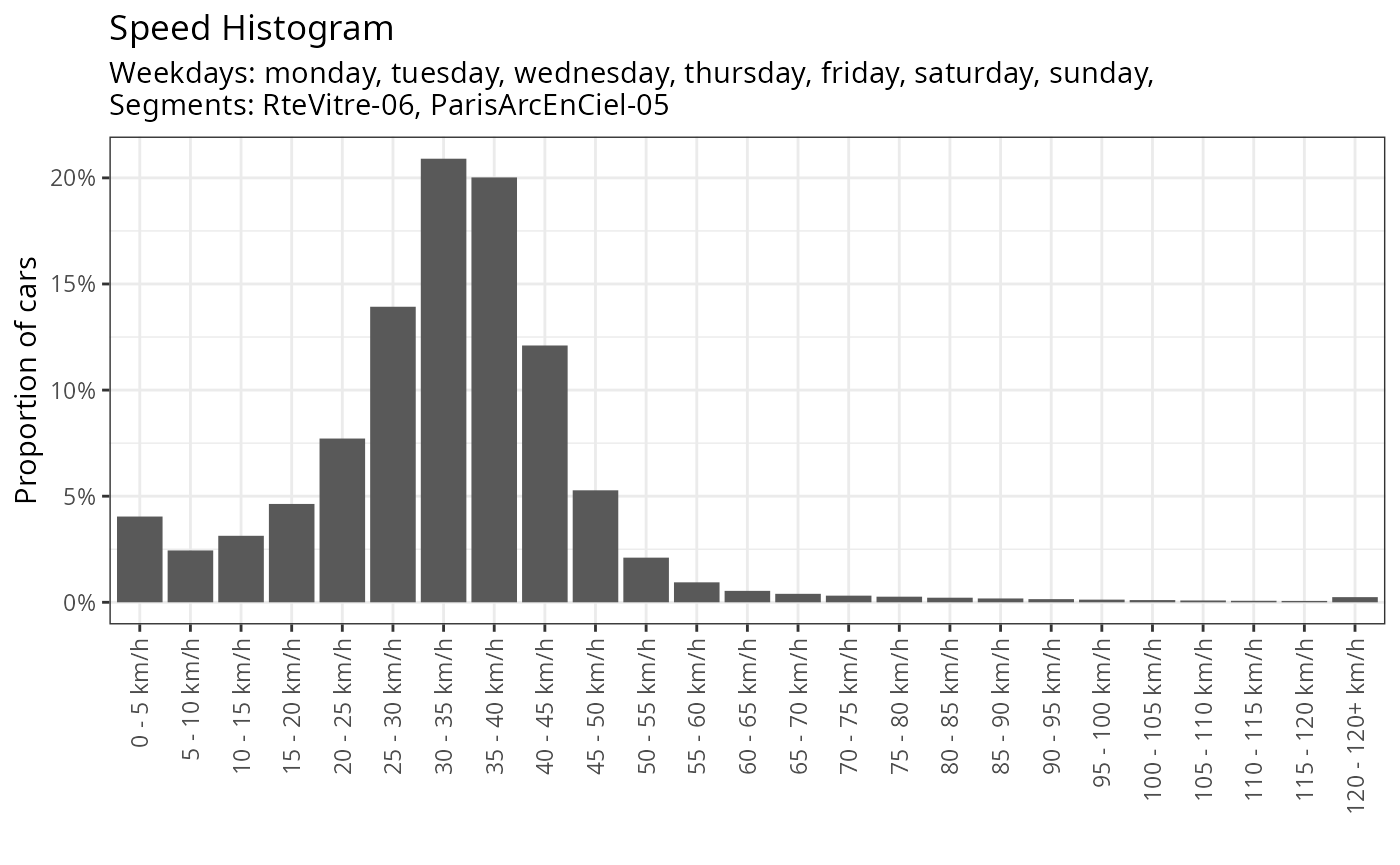 Speed Histogram
Weekdays: monday, tuesday, wednesday, thursday, friday, saturday, sunday,
Segments: RteVitre-06, ParisArcEnCiel-05
Proportion of cars
20%
15%
10%
5%
0%
0 - 5 km/h
5 - 10 km/h
10 - 15 km/h
15 - 20 km/h
20 - 25 km/h
25 - 30 km/h
30 - 35 km/h
35 - 40 km/h
40 - 45 km/h
45 - 50 km/h
50 - 55 km/h
55 - 60 km/h
60 - 65 km/h
65 - 70 km/h
70 - 75 km/h
75 - 80 km/h
80 - 85 km/h
85 - 90 km/h
90 - 95 km/h
95 - 100 km/h
100 - 105 km/h
105 - 110 km/h
110 - 115 km/h
115 - 120 km/h
120 - 120+ km/h